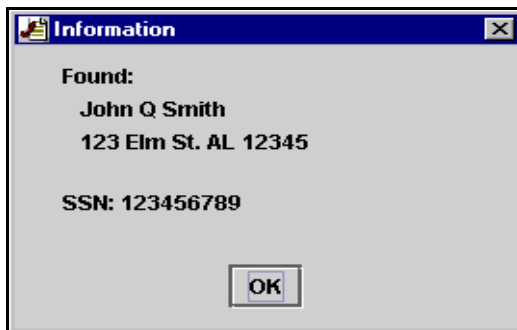 Information
Found:
John Q Smith
123 Elm St. AL 12345
SSN: 123456789
OK